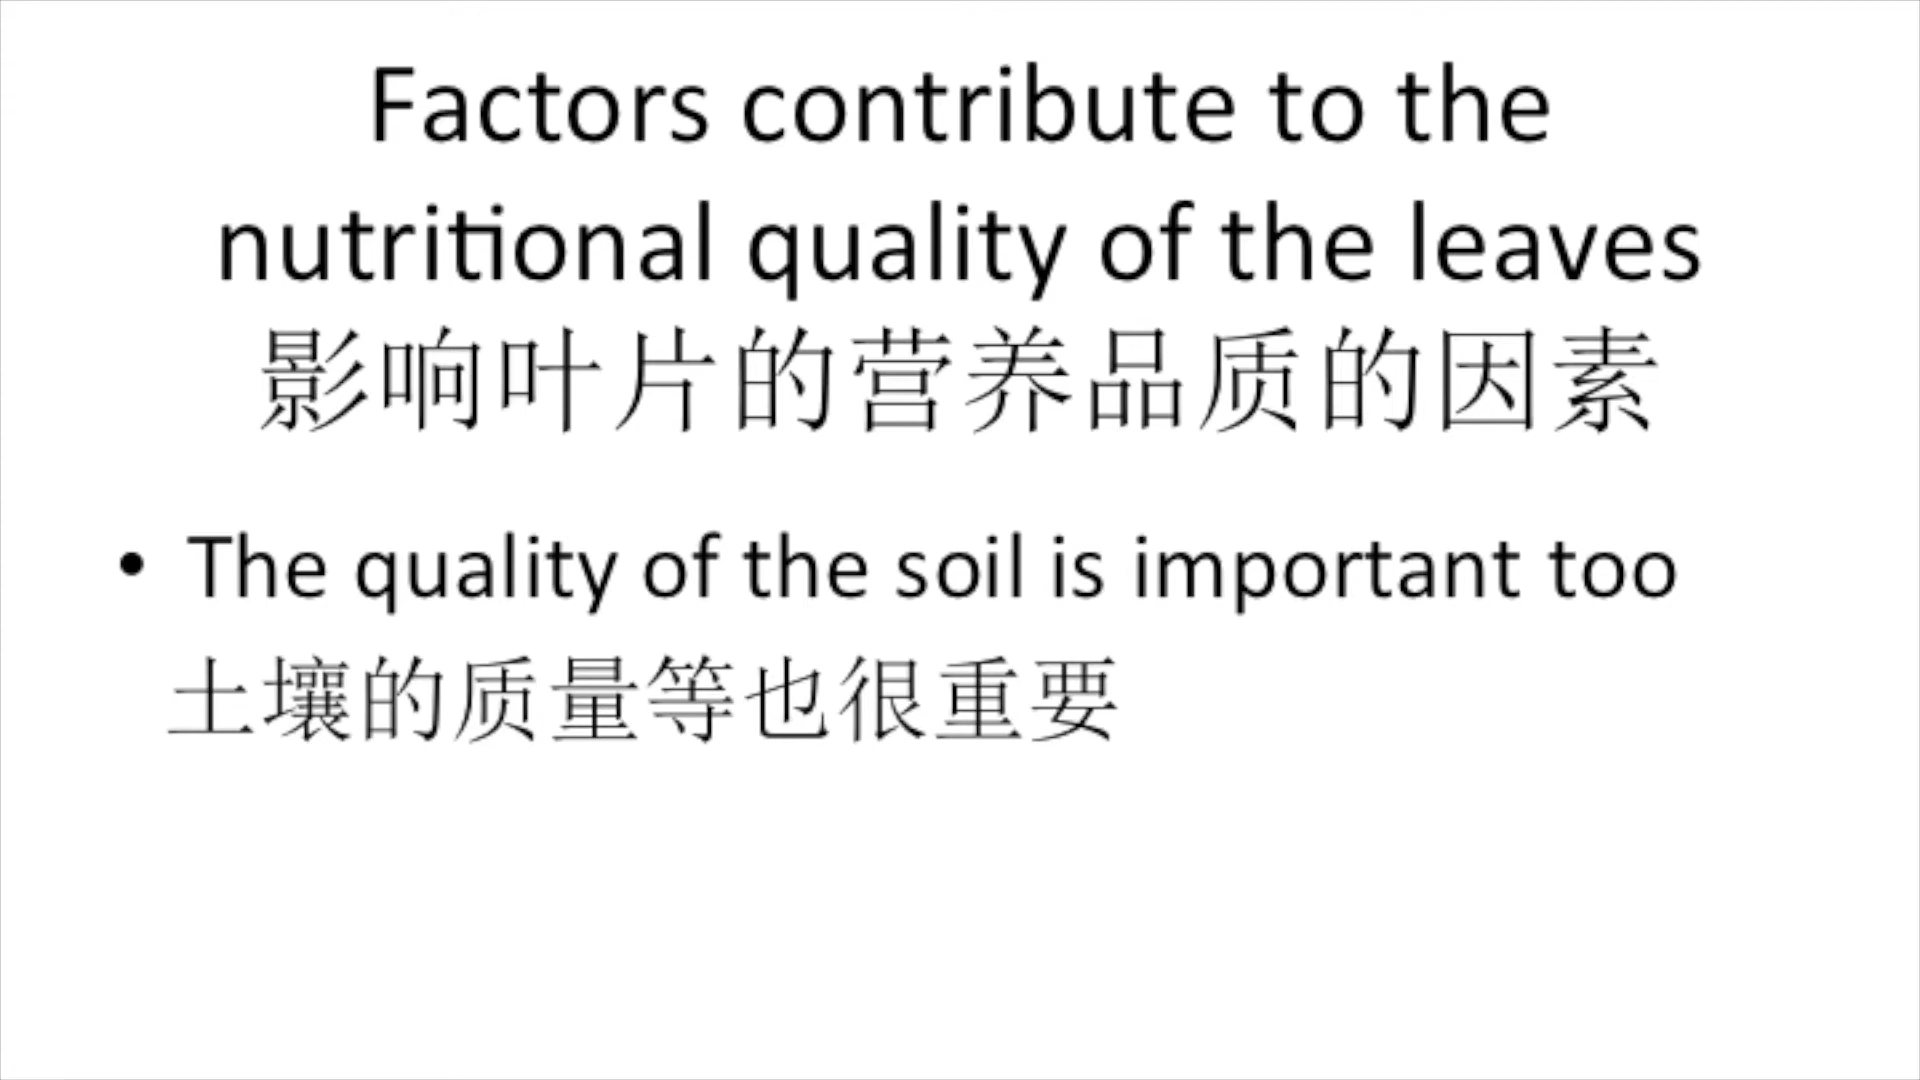 Factors contribute to the
nutritional quality of the leaves
影响叶片的营养品质的因素
• The quality of the soil is important too
土壤的质量等也很重要